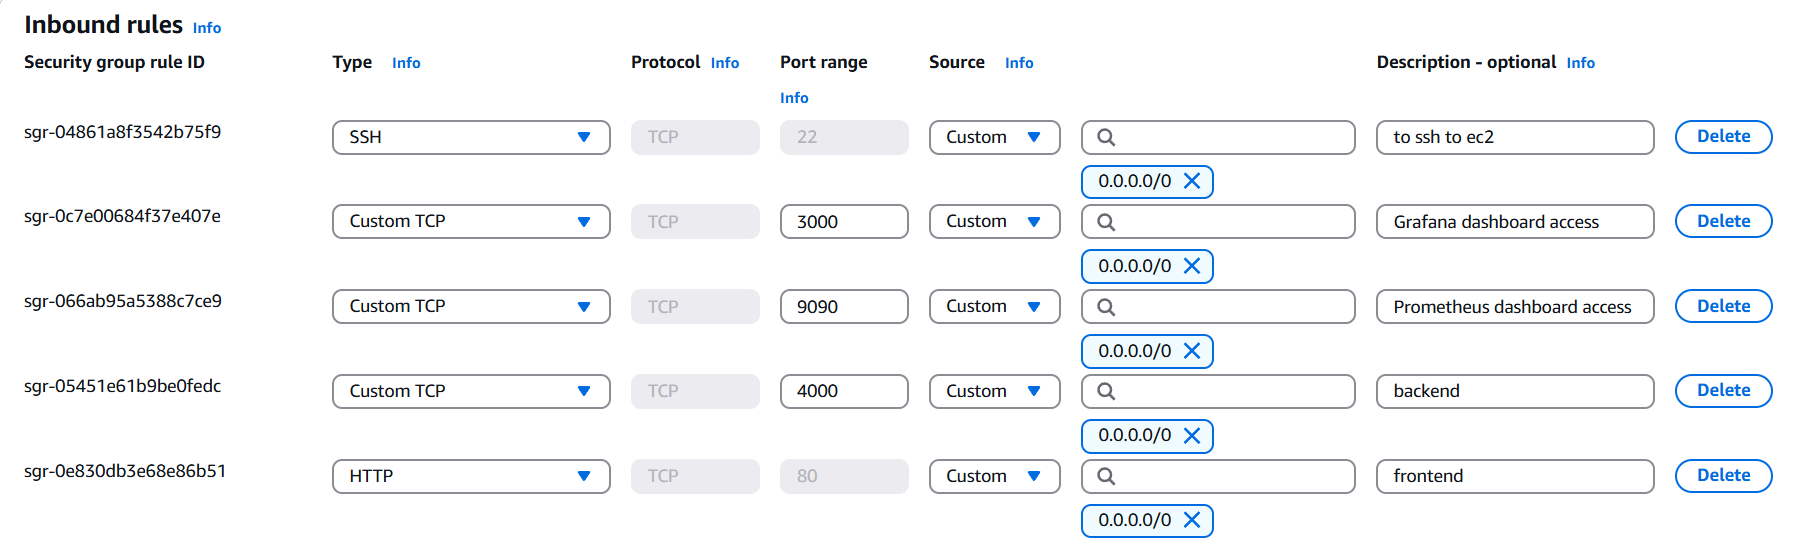 Inbound rules Info
Security group rule ID Type Info Protocol Info Port range Source Info Description - optional Info
Info
sgr-04861a8f3542b75f9 SSH TCP 22 Custom to ssh to ec2 Delete
0.0.0.0/0
sgr-0c7e00684f37e407e Custom TCP TCP 3000 Custom Grafana dashboard access Delete
0.0.0.0/0
sgr-066ab95a5388c7ce9 Custom TCP TCP 9090 Custom Prometheus dashboard access Delete
0.0.0.0/0
sgr-05451e61b9be0fedc Custom TCP TCP 4000 Custom backend Delete
0.0.0.0/0
sgr-0e830db3e68e86b51 HTTP TCP 80 Custom frontend Delete
0.0.0.0/0